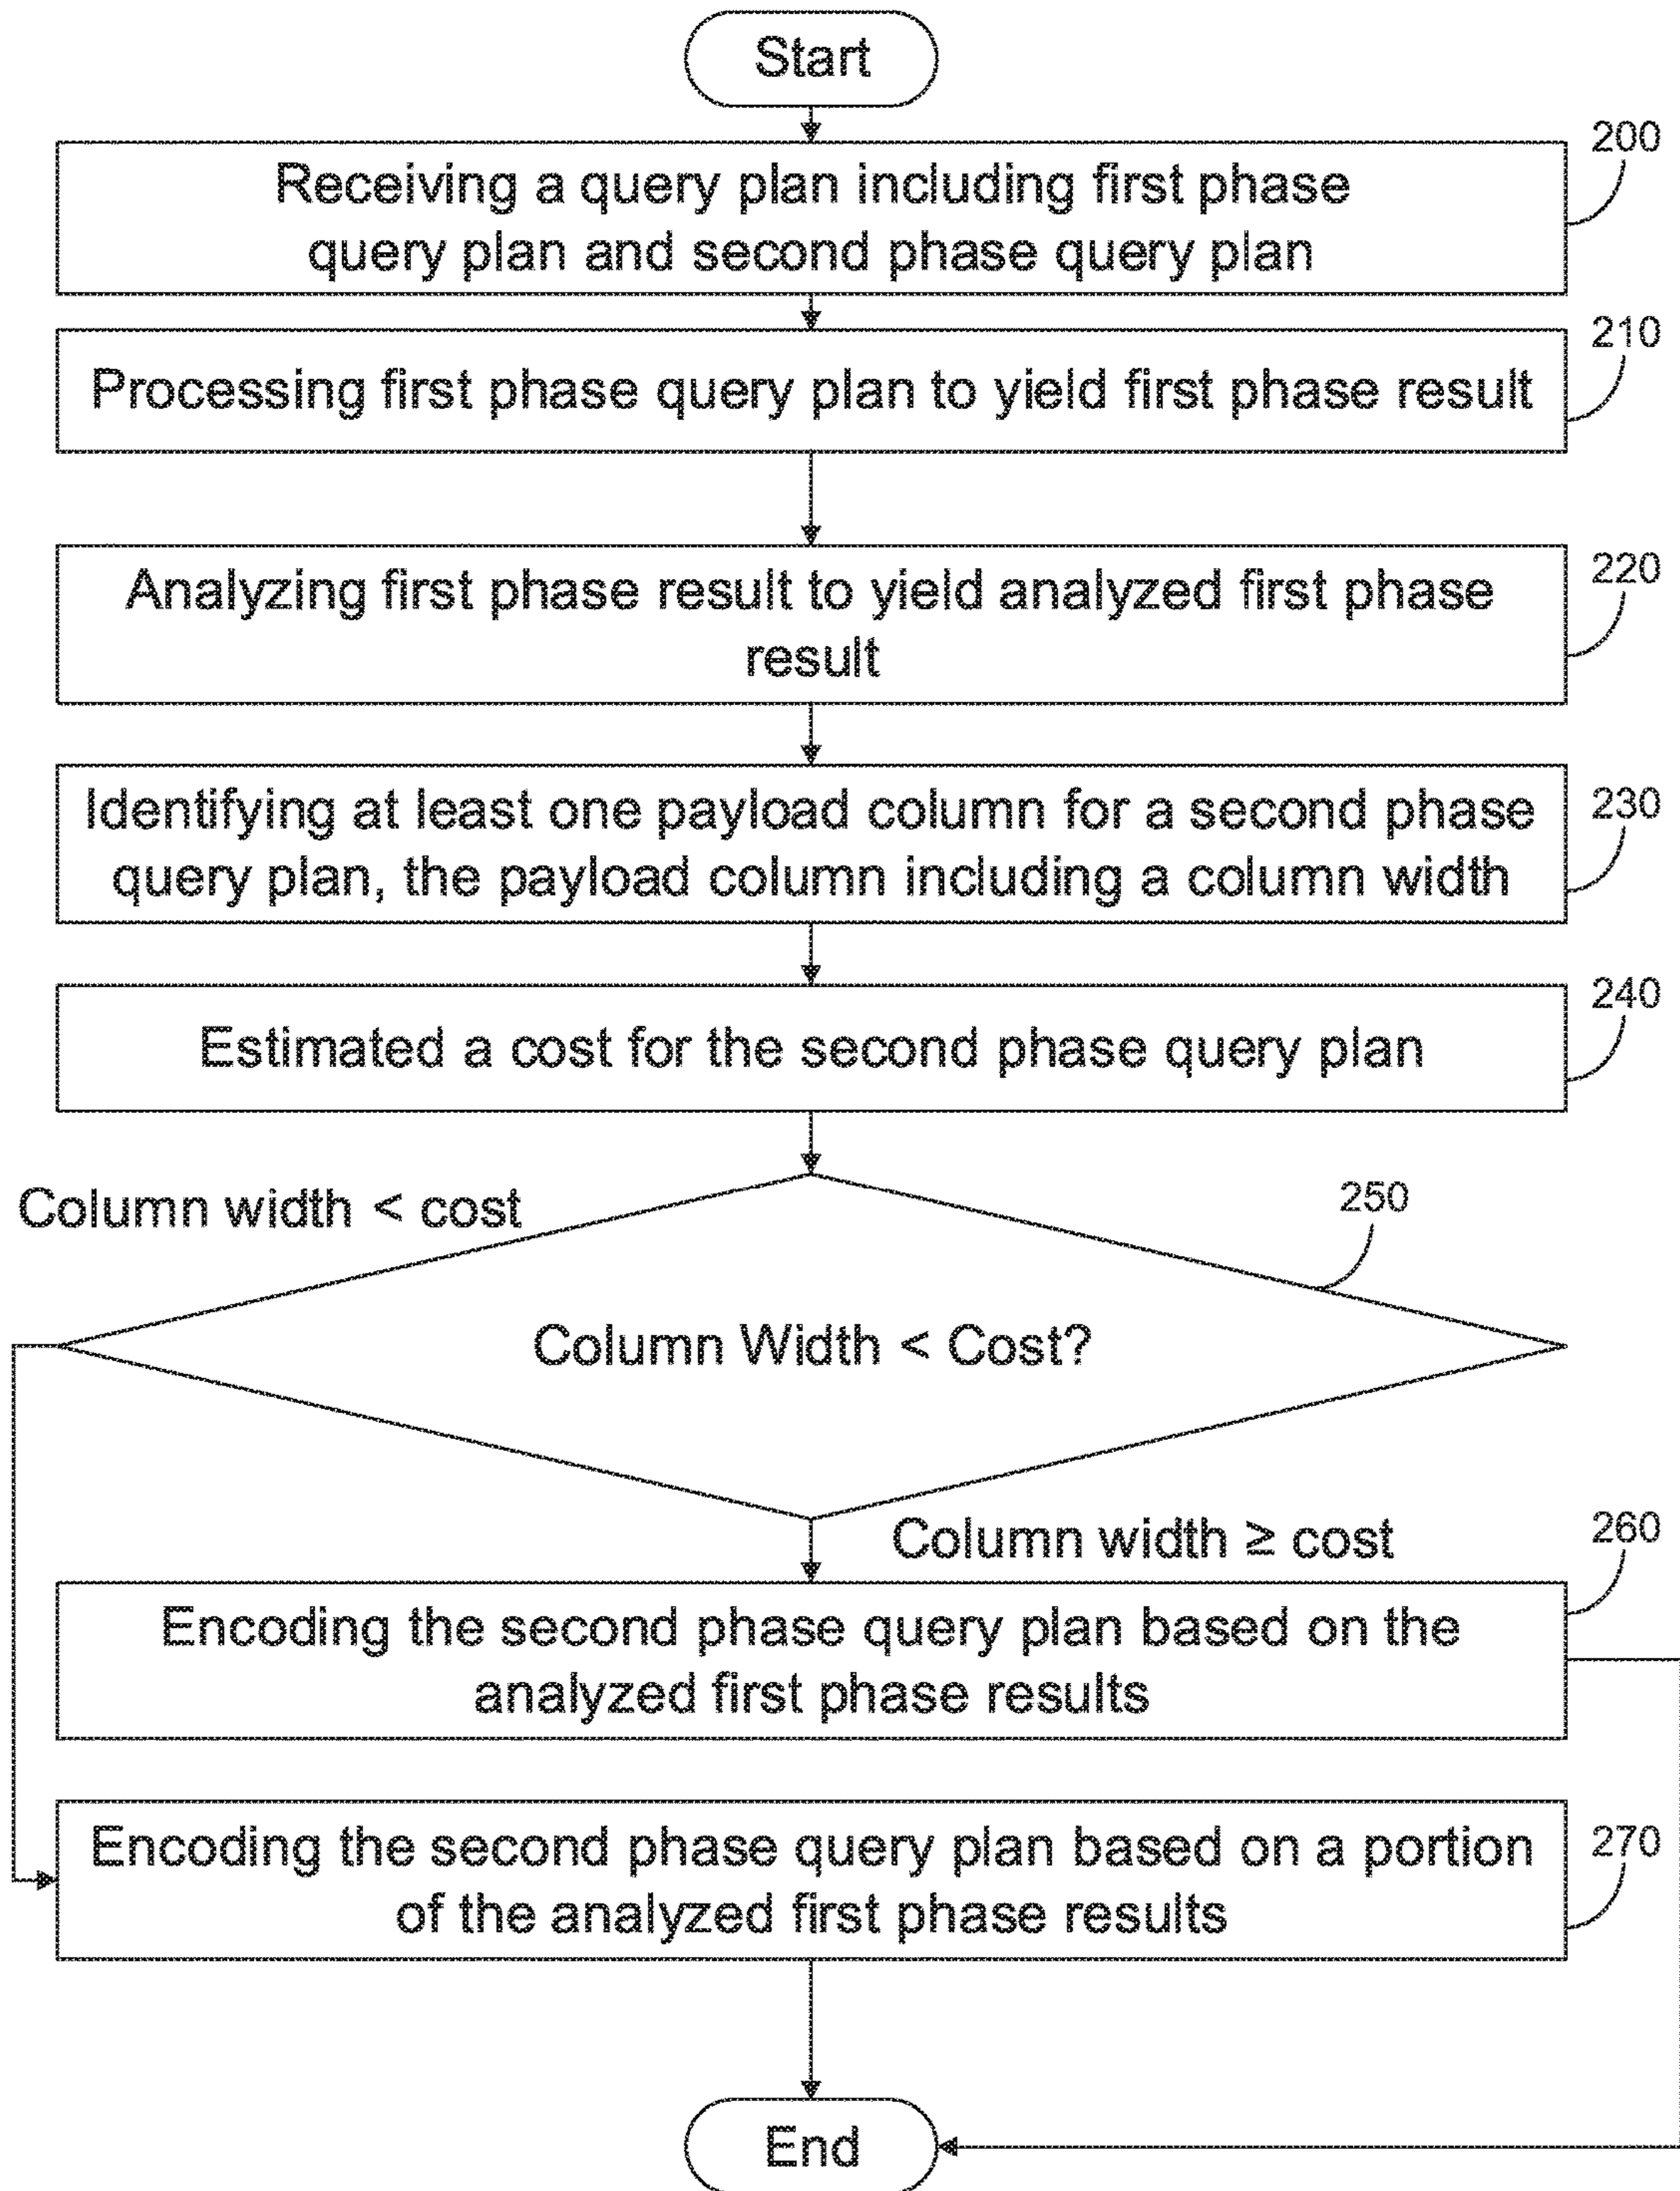 Start
200
Receiving a query plan including first phase
query plan and second phase query plan
210
Processing first phase query plan to yield first phase result
220
Analyzing first phase result to yield analyzed first phase
result
230
Identifying at least one payload column for a second phase
query plan, the payload column including a column width
240
Estimated a cost for the second phase query plan
Column width < cost
250
Column Width < Cost?
Column width ≥ cost
260
Encoding the second phase query plan based on the
analyzed first phase results
270
Encoding the second phase query plan based on a portion
of the analyzed first phase results
End